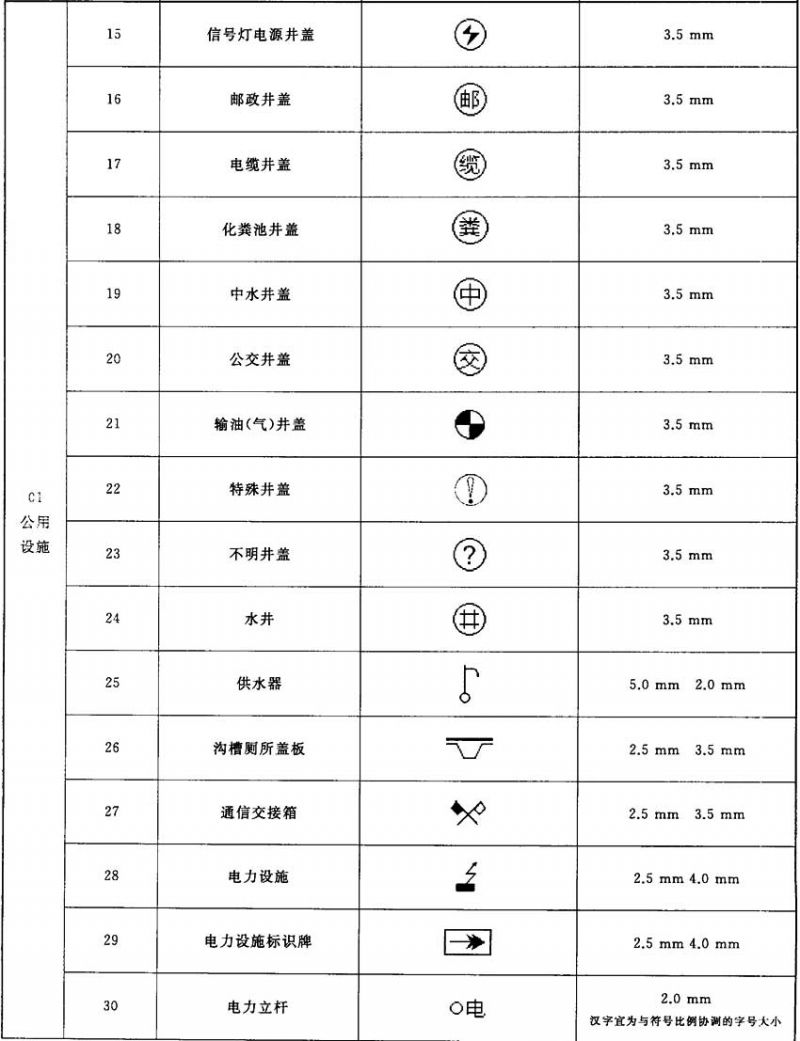 15 信号灯电源井盖 3.5 mm
16 邮政井盖 邮 3.5 mm
17 电缆井盖 缆 3.5 mm
18 化粪池井盖 粪 3.5 mm
19 中水井盖 中 3.5 mm
20 公交井盖 交 3.5 mm
21 输油(气)井盖 3.5 mm
22 特殊井盖 ! 3.5 mm
C1
公用
设施
23 不明井盖 ? 3.5 mm
24 水井 井 3.5 mm
25 供水器 5.0 mm 2.0 mm
26 沟槽厕所盖板 2.5 mm 3.5 mm
27 通信交接箱 2.5 mm 3.5 mm
28 电力设施 2.5 mm 4.0 mm
29 电力设施标识牌 2.5 mm 4.0 mm
30 电力立杆 电 2.0 mm
汉字宜为与符号比例协调的字号大小